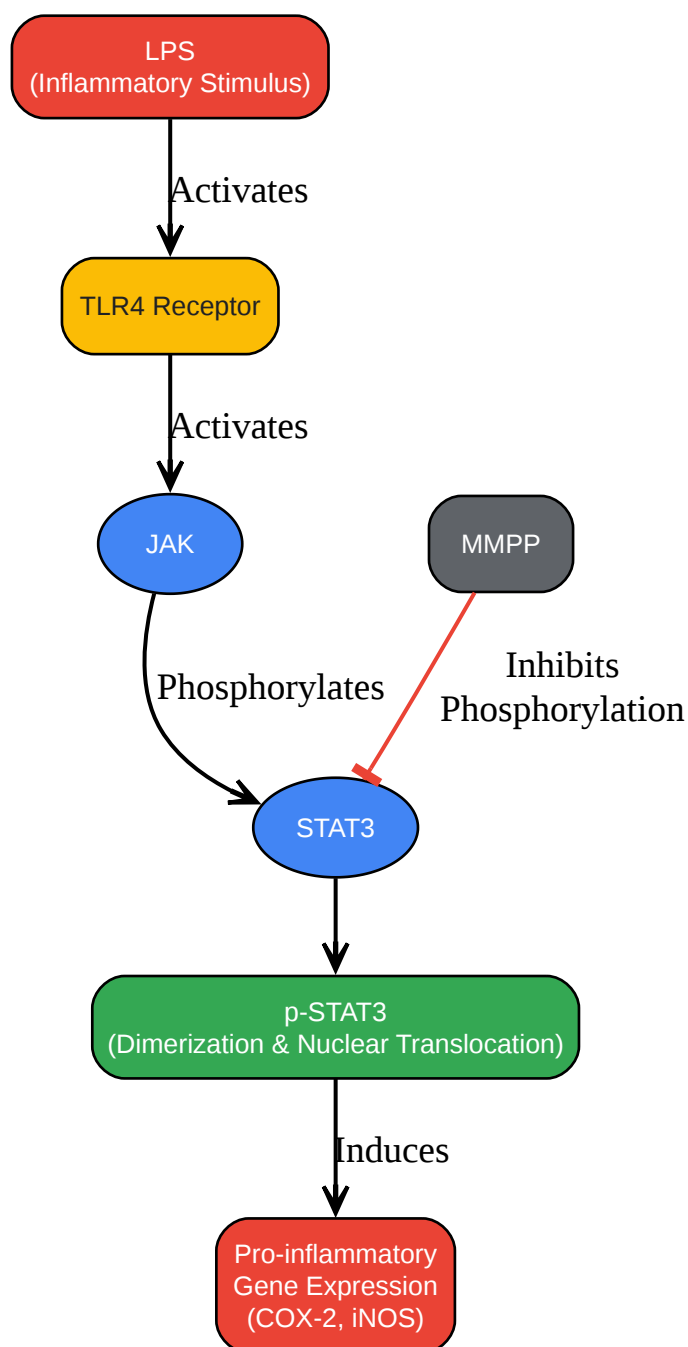 LPS
(Inflammatory Stimulus)
Activates
TLR4 Receptor
Activates
JAK
MMPP
Phosphorylates
Inhibits
Phosphorylation
STAT3
p-STAT3
(Dimerization & Nuclear Translocation)
Induces
Pro-inflammatory
Gene Expression
(COX-2, iNOS)